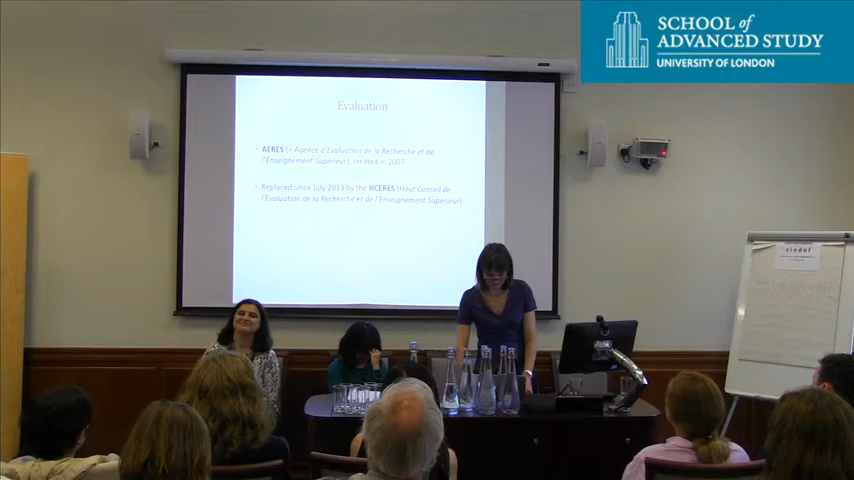 SCHOOL of
ADVANCED STUDY
UNIVERSITY OF LONDON
Evaluation
• AERES (= Agence d'Evaluation de la Recherche et de
l'Enseignement Supérieur), created in 2007
• Replaced since July 2013 by the HCERES (Haut Conseil de
l'Evaluation de la Recherche et de l'Enseignement Supérieur)